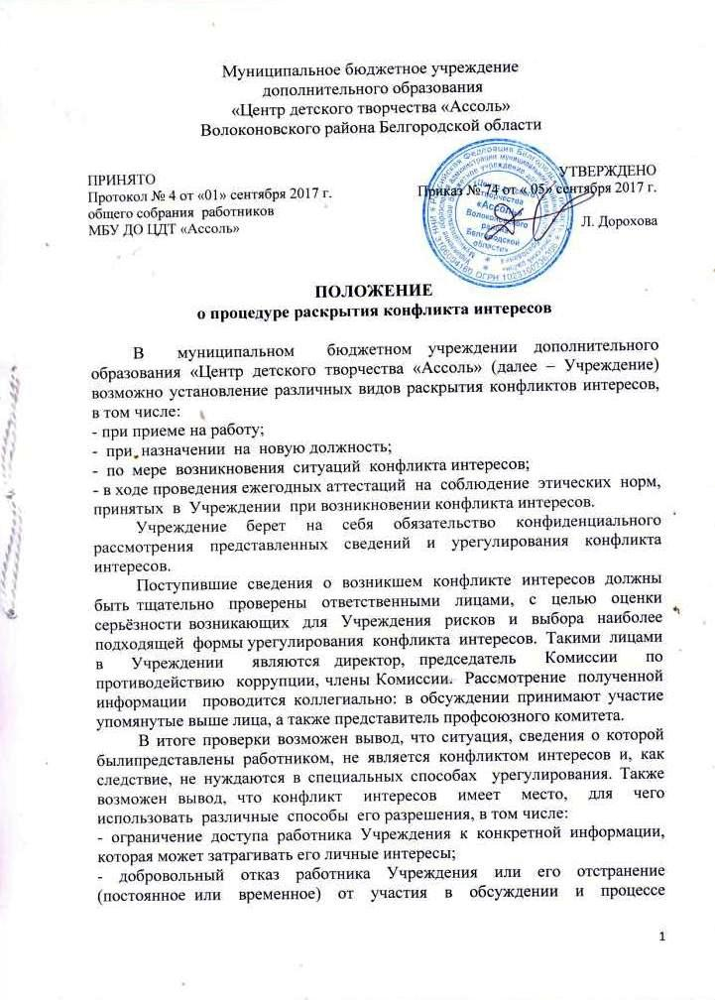 Муниципальное бюджетное учреждение
дополнительного образования
«Центр детского творчества «Ассоль»
Волоконовского района Белгородской области
ПРИНЯТО
Протокол № 4 от «01» сентября 2017 г.
общего собрания работников
МБУ ДО ЦДТ «Ассоль»
УТВЕРЖДЕНО
Приказ № 74 от « 05» сентября 2017 г.
Л. Дорохова
«Центр детского
творчества
«Ассоль»
Волоконовского
района
Белгородской
области»
ПОЛОЖЕНИЕ
о процедуре раскрытия конфликта интересов
В муниципальном бюджетном учреждении дополнительного
образования «Центр детского творчества «Ассоль» (далее – Учреждение)
возможно установление различных видов раскрытия конфликтов интересов,
в том числе:
- при приеме на работу;
- при назначении на новую должность;
- по мере возникновения ситуаций конфликта интересов;
- в ходе проведения ежегодных аттестаций на соблюдение этических норм,
принятых в Учреждении при возникновении конфликта интересов.
Учреждение берет на себя обязательство конфиденциального
рассмотрения представленных сведений и урегулирования конфликта
интересов.
Поступившие сведения о возникшем конфликте интересов должны
быть тщательно проверены ответственными лицами, с целью оценки
серьёзности возникающих для Учреждения рисков и выбора наиболее
подходящей формы урегулирования конфликта интересов. Такими лицами
в Учреждении являются директор, председатель Комиссии по
противодействию коррупции, члены Комиссии. Рассмотрение полученной
информации проводится коллегиально: в обсуждении принимают участие
упомянутые выше лица, а также представитель профсоюзного комитета.
В итоге проверки возможен вывод, что ситуация, сведения о которой
былипредставлены работником, не является конфликтом интересов и, как
следствие, не нуждаются в специальных способах урегулирования. Также
возможен вывод, что конфликт интересов имеет место, для чего
использовать различные способы его разрешения, в том числе:
- ограничение доступа работника Учреждения к конкретной информации,
которая может затрагивать его личные интересы;
- добровольный отказ работника Учреждения или его отстранение
(постоянное или временное) от участия в обсуждении и процессе
1